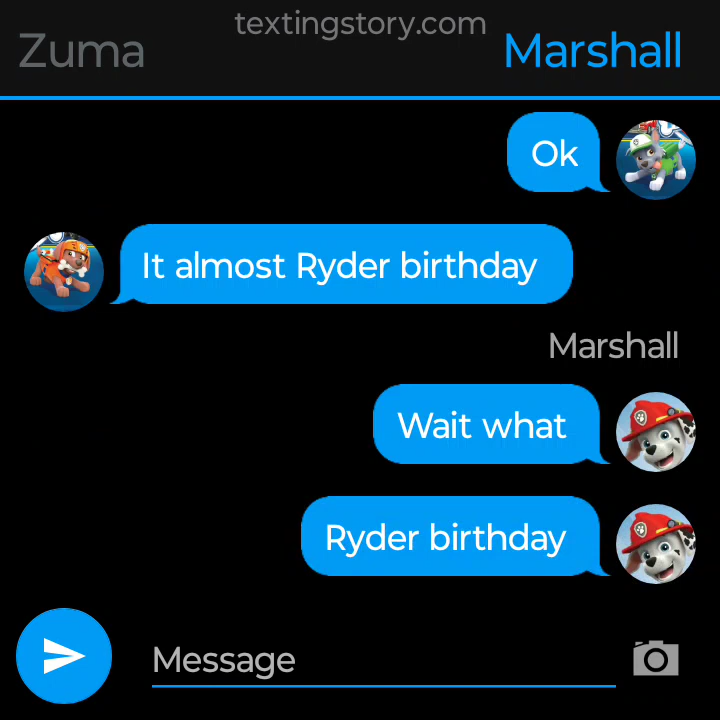 textingstory.com
Zuma
Marshall
Ok
It almost Ryder birthday
Marshall
Wait what
Ryder birthday
Message